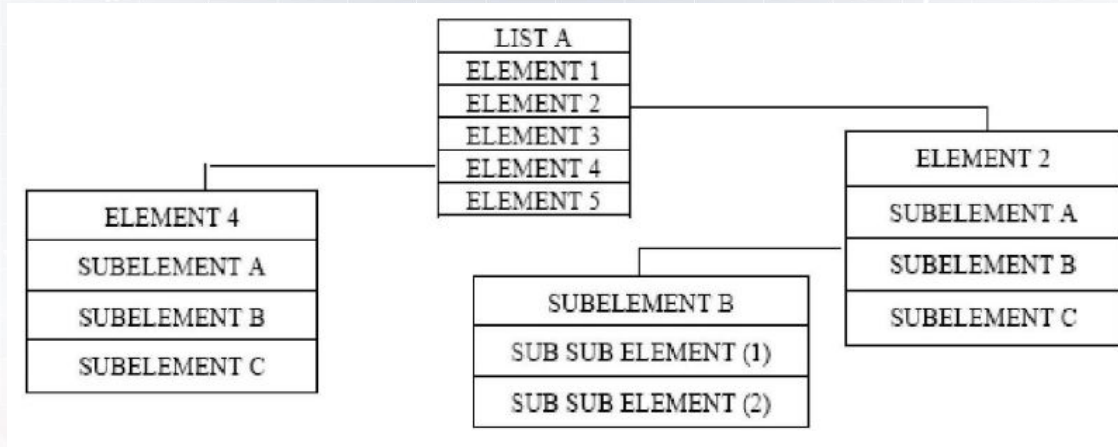 LIST A
ELEMENT 1
ELEMENT 2
ELEMENT 3
ELEMENT 4
ELEMENT 5
ELEMENT 4
SUBELEMENT A
SUBELEMENT B
SUBELEMENT C
ELEMENT 2
SUBELEMENT A
SUBELEMENT B
SUBELEMENT C
SUBELEMENT B
SUB SUB ELEMENT (1)
SUB SUB ELEMENT (2)